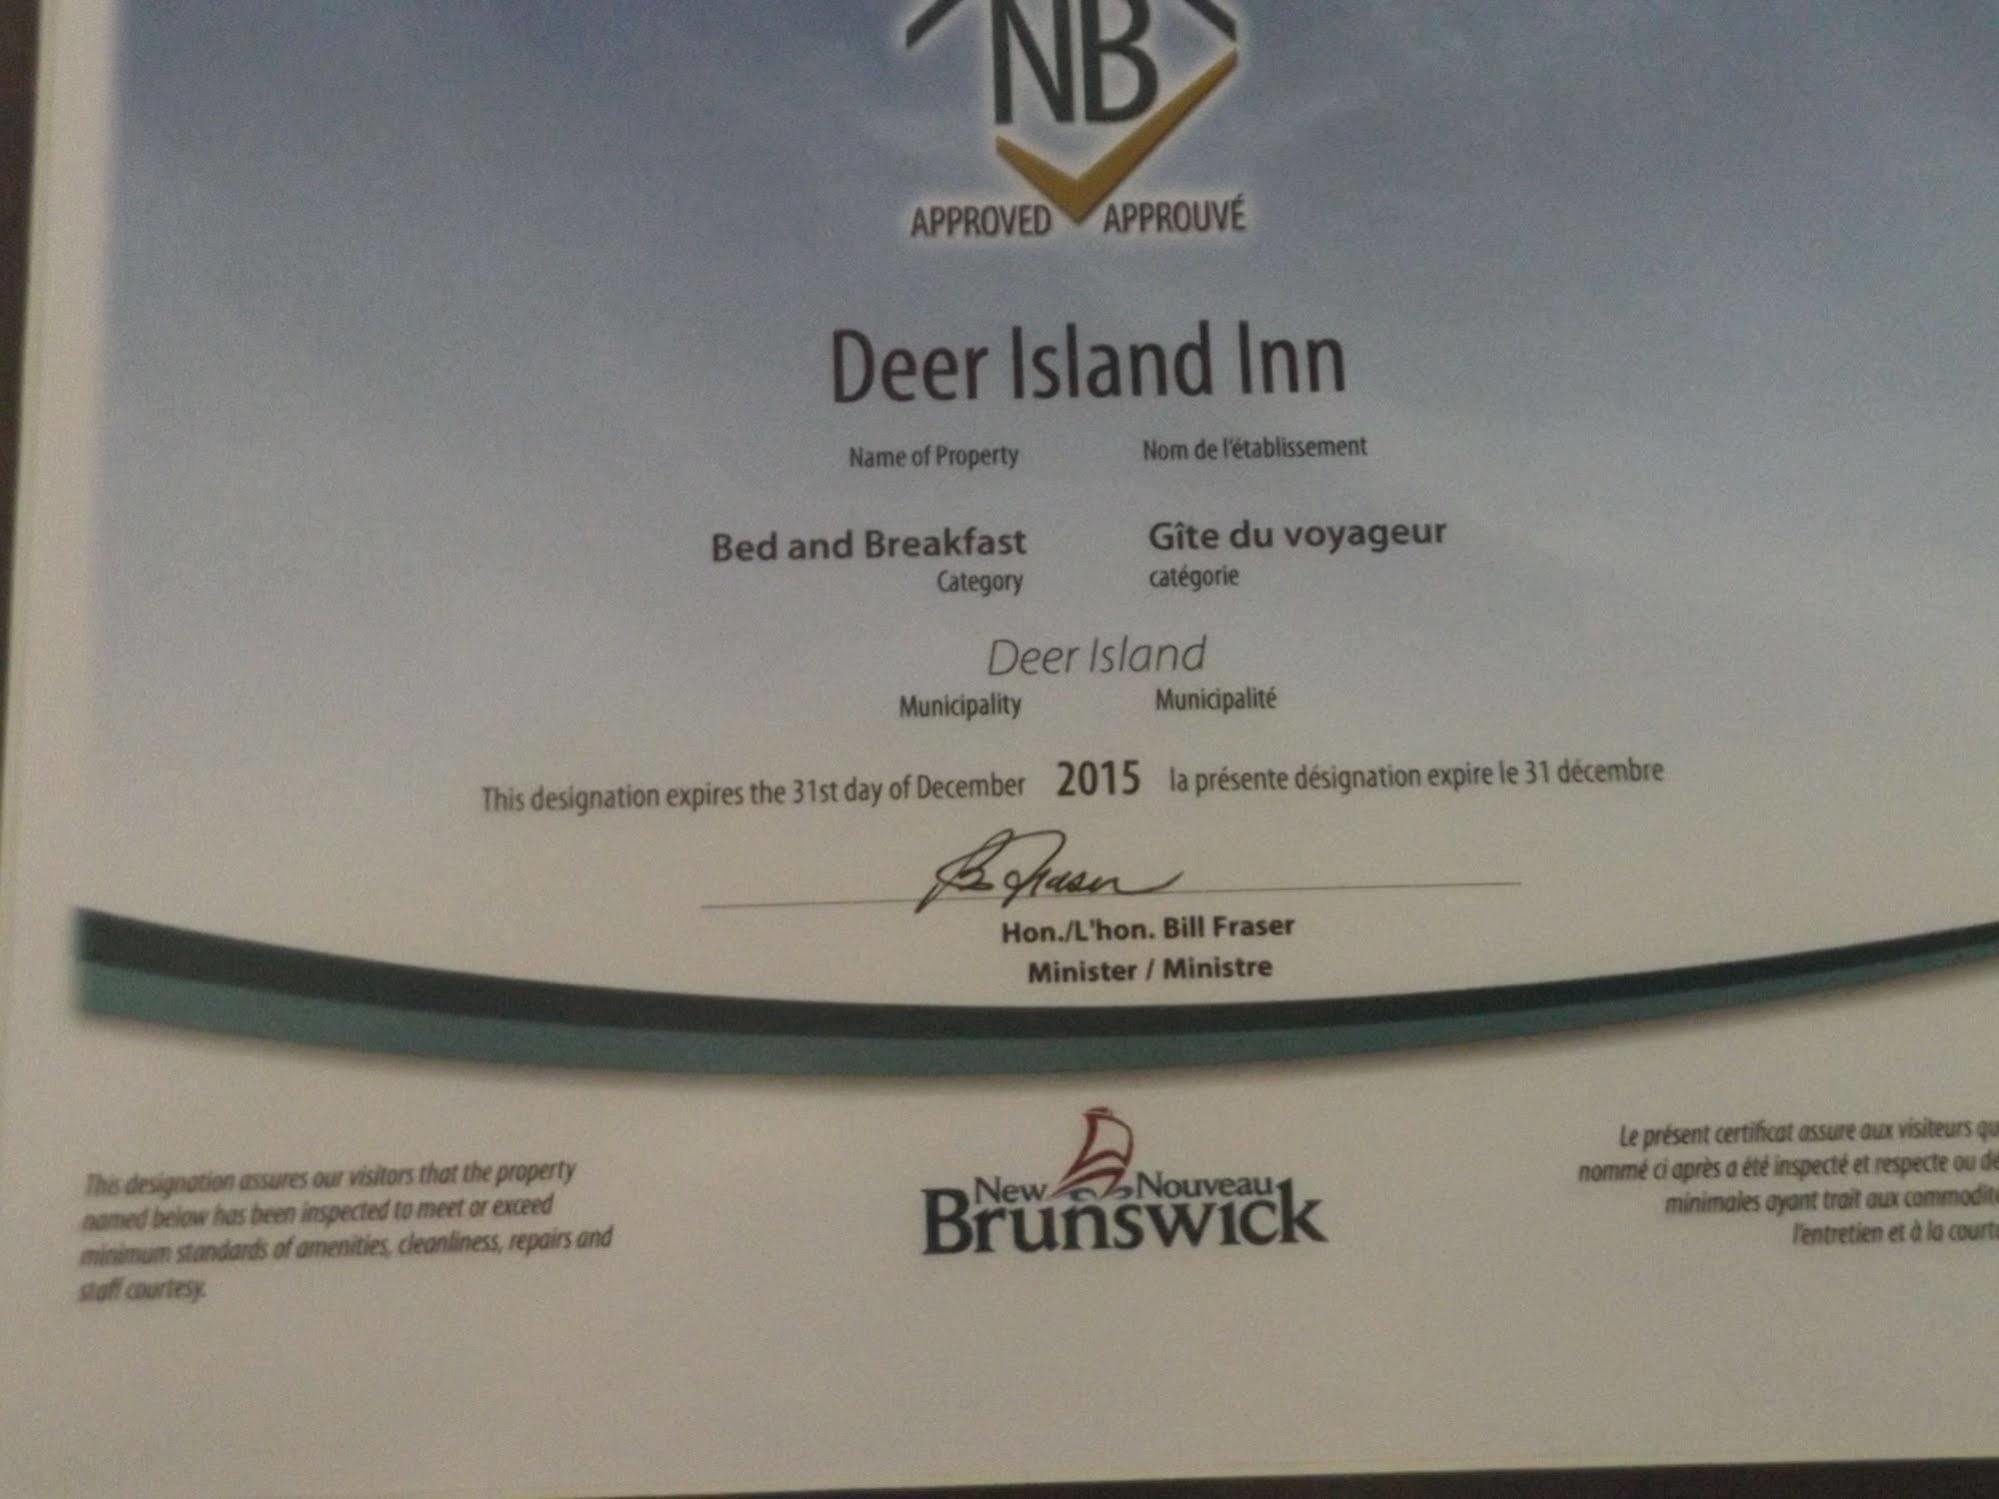 NB
APPROVED APPROUVÉ
Deer Island Inn
Name of Property Nom de l'établissement
Bed and Breakfast Gîte du voyageur
Category catégorie
Deer Island
Municipality Municipalité
This designation expires the 31st day of December 2015 la présente désignation expire le 31 décembre
B Fraser
Hon./L'hon. Bill Fraser
Minister / Ministre
This designation assures our visitors that the property
named below has been inspected to meet or exceed
minimum standards of amenities, cleanliness, repairs and
staff courtesy.
New Nouveau
Brunswick
Le présent certificat assure aux visiteurs qu
nommé ci après a été inspecté et respecte ou dé
minimales ayant trait aux commodité
l'entretien et à la courto